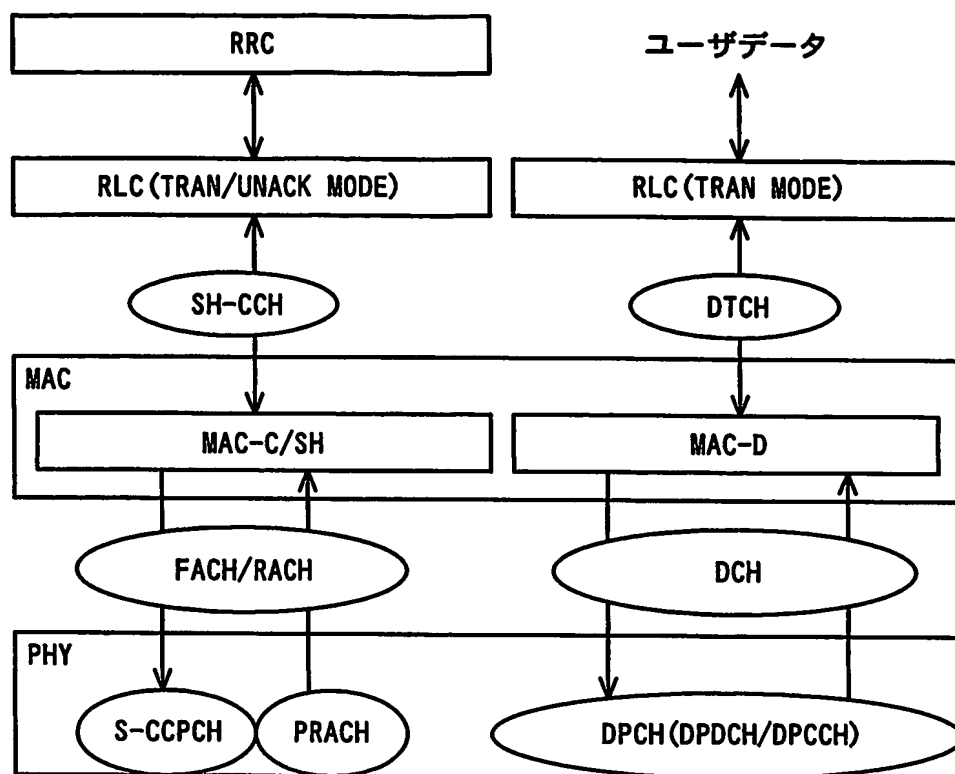 RRC
ユーザデータ
RLC(TRAN/UNACK MODE)
RLC(TRAN MODE)
SH-CCH
DTCH
MAC
MAC-C/SH
MAC-D
FACH/RACH
DCH
PHY
S-CCPCH
PRACH
DPCH(DPDCH/DPCCH)